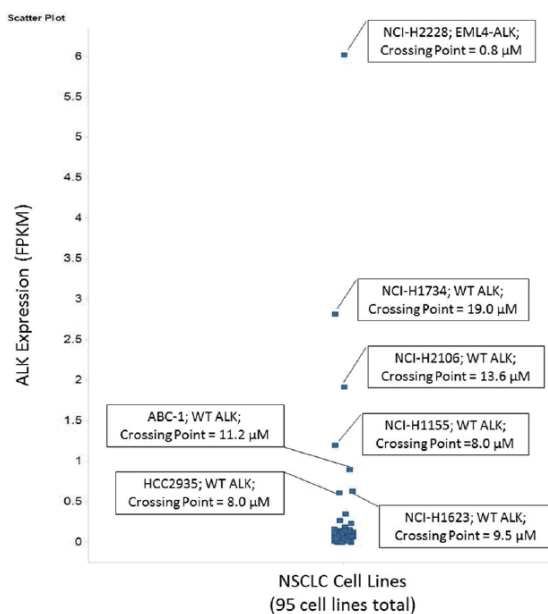 Scatter Plot
NCI-H2228; EML4-ALK;
Crossing Point = 0.8 µM
6
5.5
5
4.5
4
3.5
3
2.5
2
1.5
1
0.5
0
ALK Expression (FPKM)
NCI-H1734; WT ALK;
Crossing Point = 19.0 µM
NCI-H2106; WT ALK;
Crossing Point = 13.6 µM
ABC-1; WT ALK;
Crossing Point = 11.2 µM
NCI-H1155; WT ALK;
Crossing Point =8.0 µM
HCC2935; WT ALK;
Crossing Point = 8.0 µM
NCI-H1623; WT ALK;
Crossing Point = 9.5 µM
NSCLC Cell Lines
(95 cell lines total)